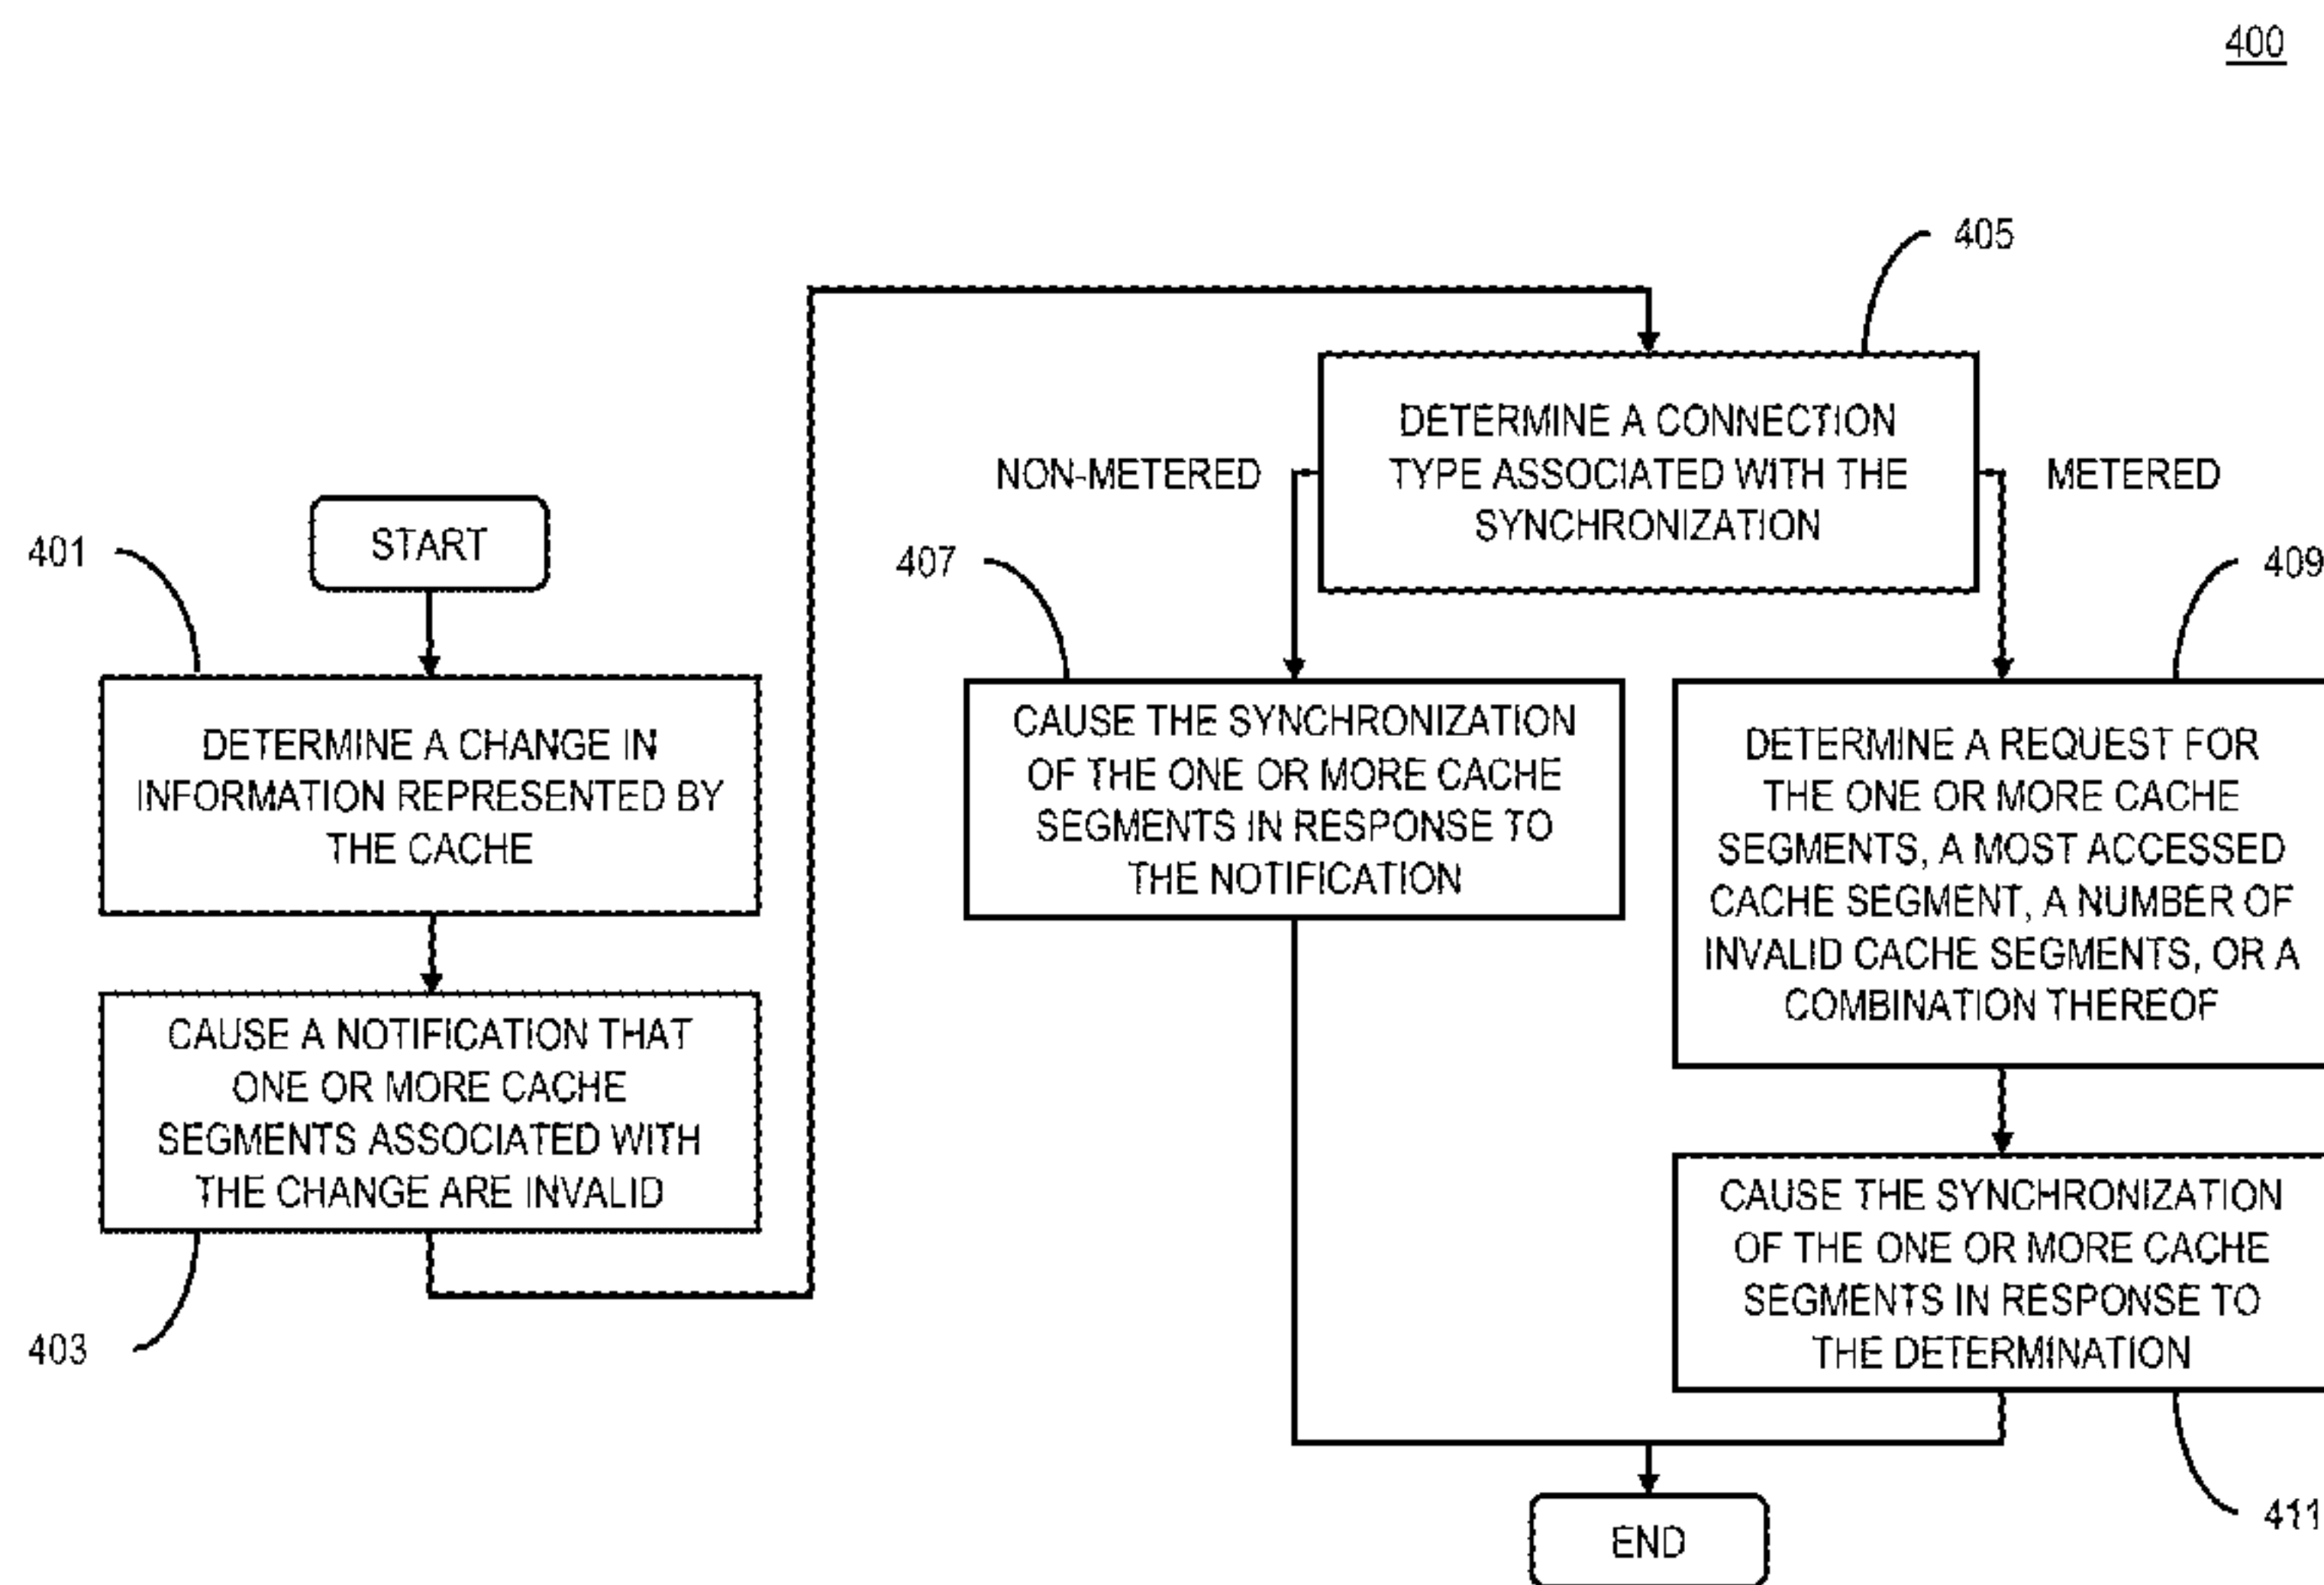 400
START
401
DETERMINE A CHANGE IN
INFORMATION REPRESENTED BY
THE CACHE
CAUSE A NOTIFICATION THAT
ONE OR MORE CACHE
SEGMENTS ASSOCIATED WITH
THE CHANGE ARE INVALID
403
405
DETERMINE A CONNECTION
TYPE ASSOCIATED WITH THE
SYNCHRONIZATION
NON-METERED
METERED
407
CAUSE THE SYNCHRONIZATION
OF THE ONE OR MORE CACHE
SEGMENTS IN RESPONSE TO
THE NOTIFICATION
409
DETERMINE A REQUEST FOR
THE ONE OR MORE CACHE
SEGMENTS, A MOST ACCESSED
CACHE SEGMENT, A NUMBER OF
INVALID CACHE SEGMENTS, OR A
COMBINATION THEREOF
CAUSE THE SYNCHRONIZATION
OF THE ONE OR MORE CACHE
SEGMENTS IN RESPONSE TO
THE DETERMINATION
411
END